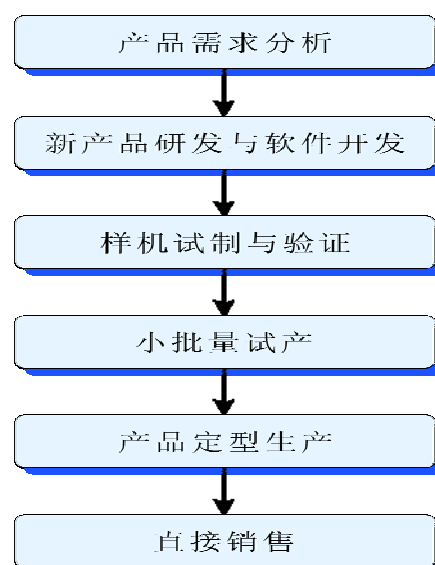 产品需求分析
新产品研发与软件开发
样机试制与验证
小批量试产
产品定型生产
直接销售